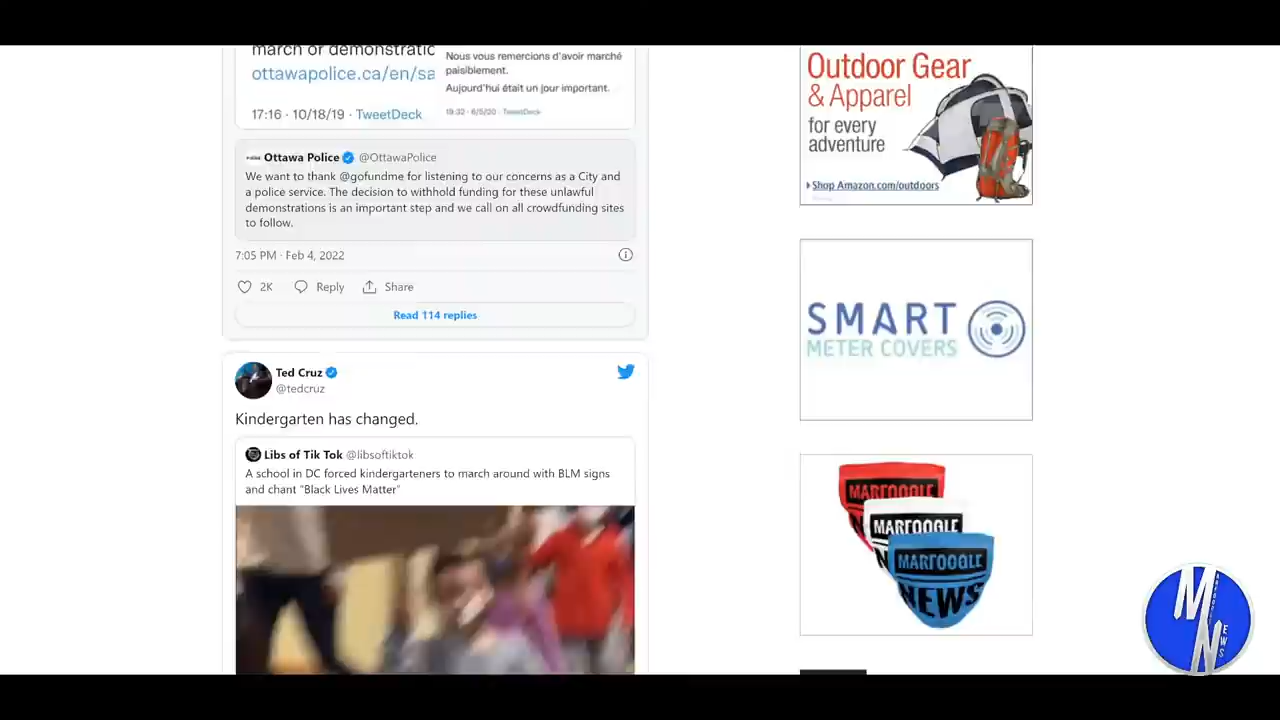 march or demonstratic
ottawapolice.ca/en/sa
17:16 · 10/18/19 · TweetDeck
Nous vous remercions d'avoir marché
paisiblement.
Aujourd'hui était un jour important.
19:32 · 6/5/20 · TweetDeck
Ottawa Police @OttawaPolice
We want to thank @gofundme for listening to our concerns as a City and
a police service. The decision to withhold funding for these unlawful
demonstrations is an important step and we call on all crowdfunding sites
to follow.
7:05 PM · Feb 4, 2022
2K Reply Share
Read 114 replies
Ted Cruz
@tedcruz
Kindergarten has changed.
Libs of Tik Tok @libsoftiktok
A school in DC forced kindergarteners to march around with BLM signs
and chant "Black Lives Matter"
Outdoor Gear
& Apparel
for every
adventure
Shop Amazon.com/outdoors
SMART
METER COVERS
MARFOOGLE
N
MARFOOGLE
N
MARFOOGLE
NEWS